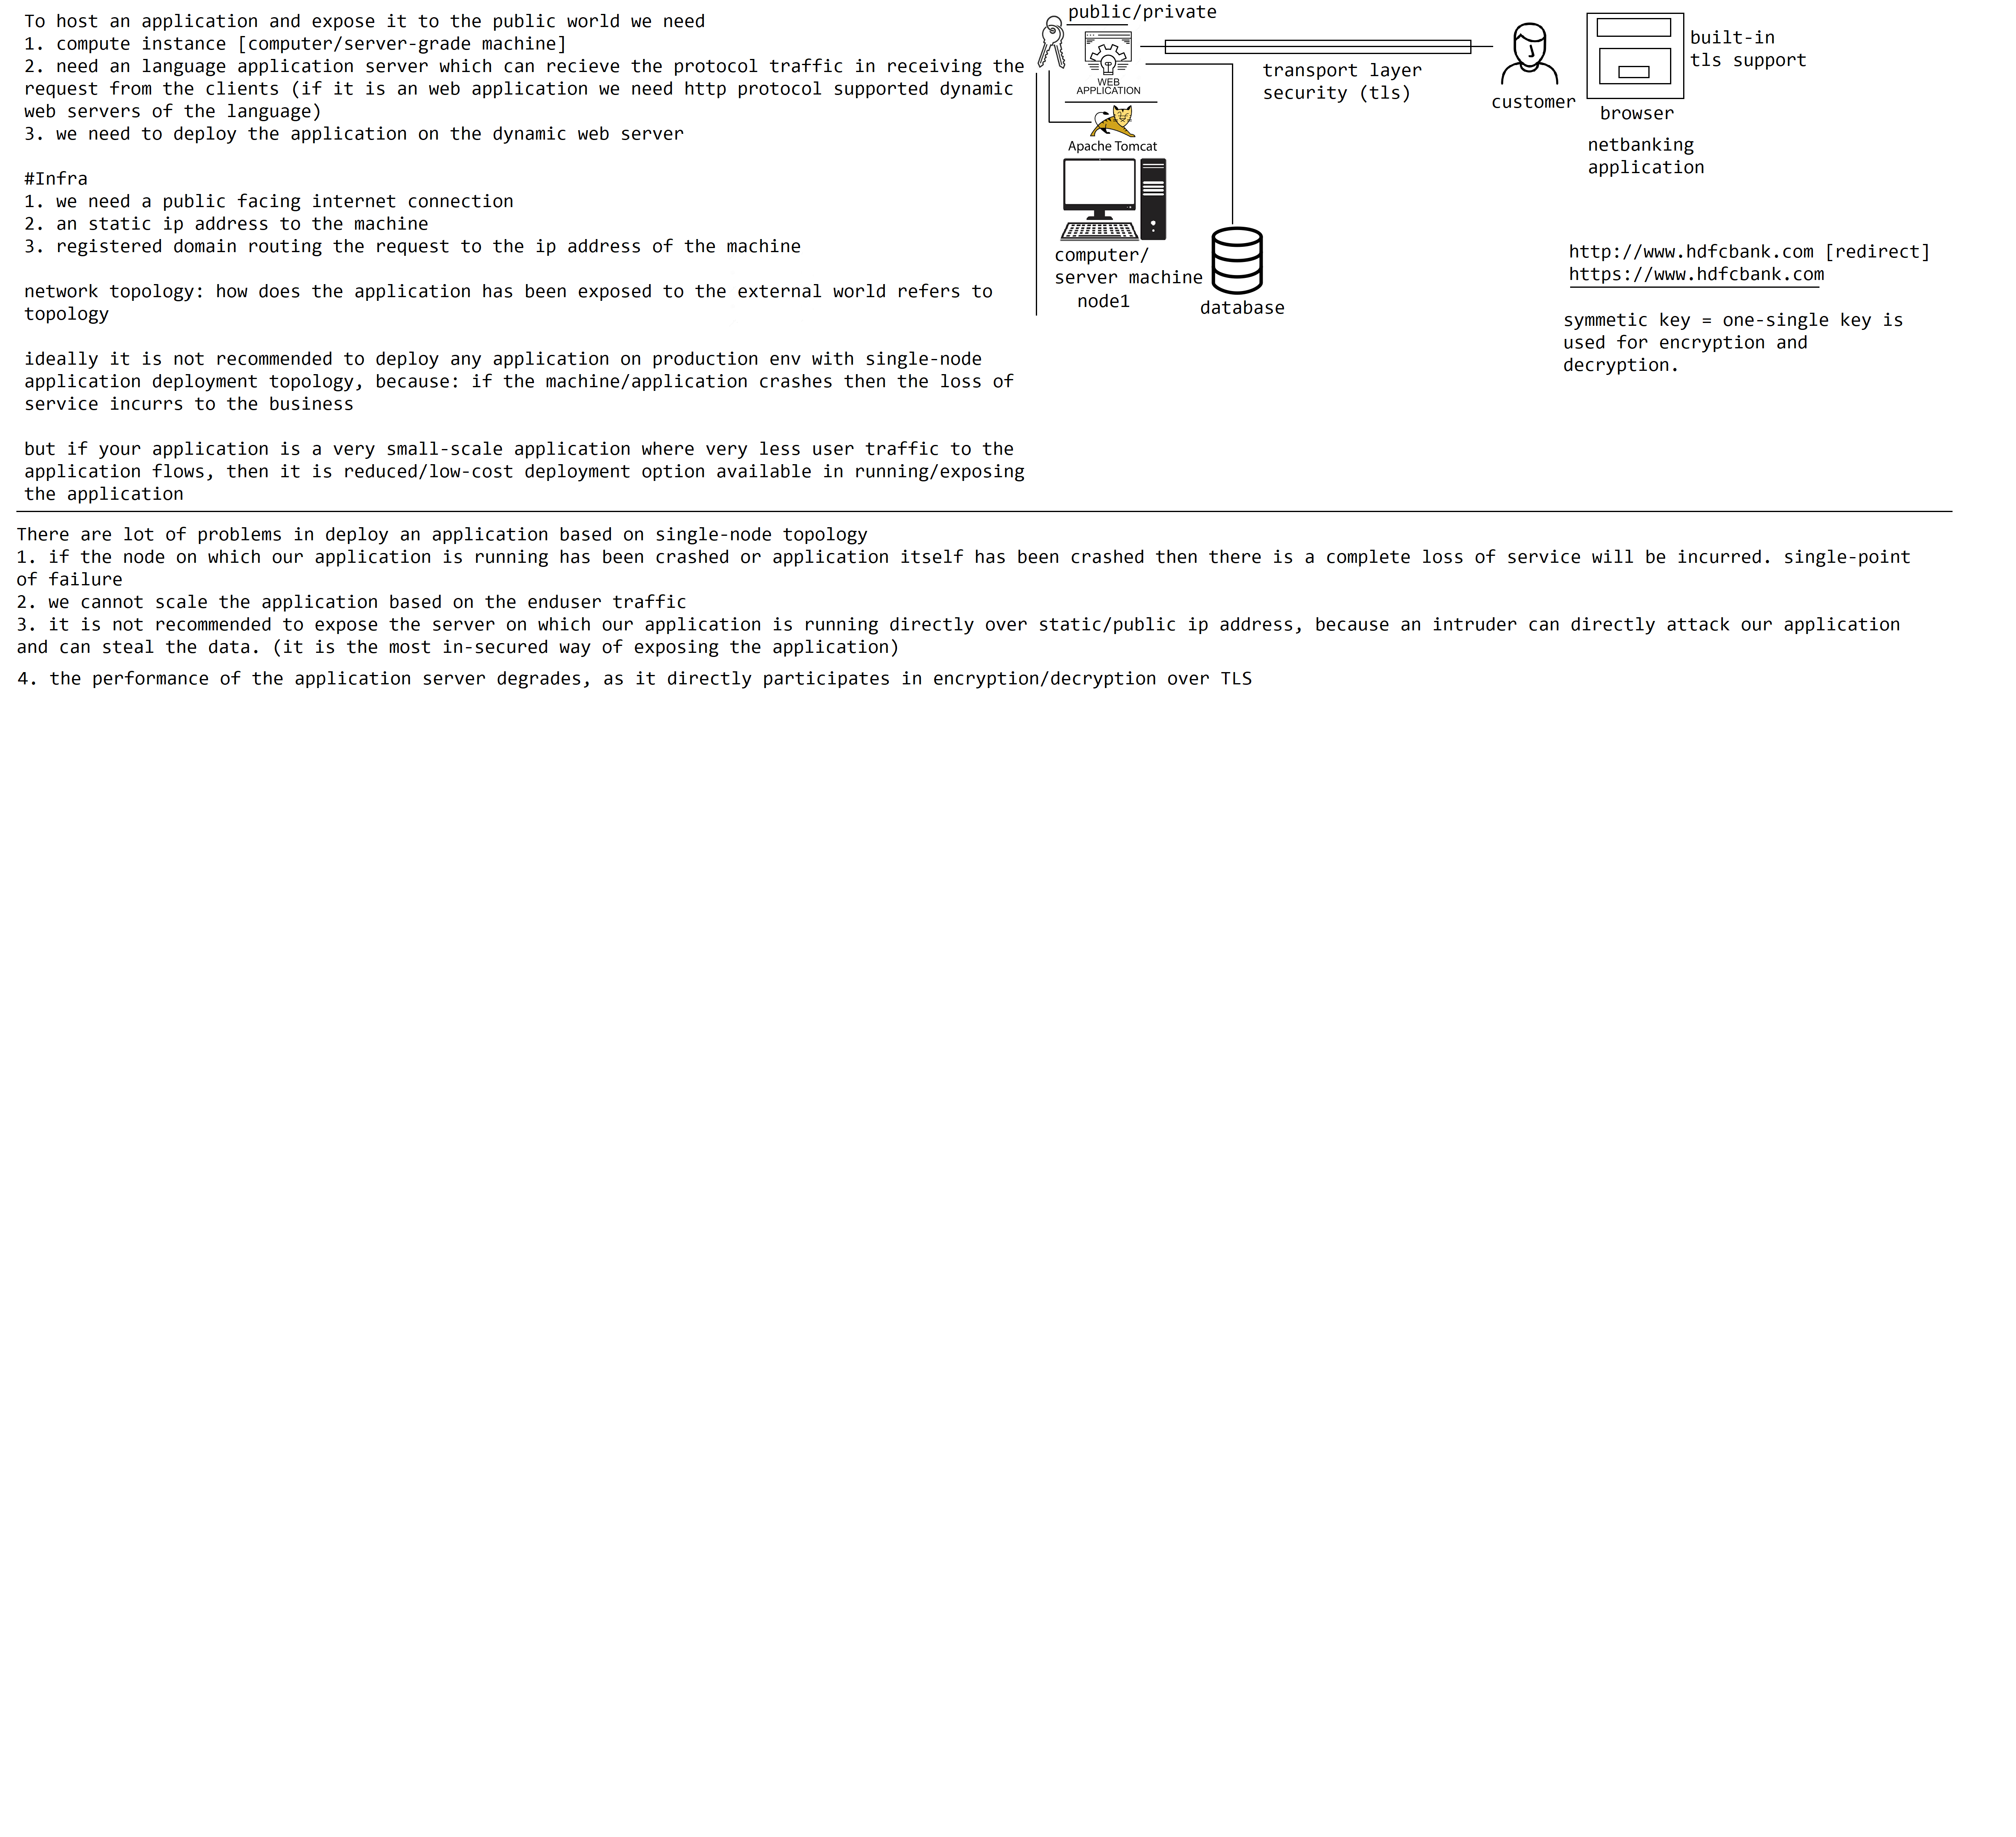 To host an application and expose it to the public world we need
1. compute instance [computer/server-grade machine]
2. need an language application server which can recieve the protocol traffic in receiving the
request from the clients (if it is an web application we need http protocol supported dynamic
web servers of the language)
3. we need to deploy the application on the dynamic web server
#Infra
1. we need a public facing internet connection
2. an static ip address to the machine
3. registered domain routing the request to the ip address of the machine
network topology: how does the application has been exposed to the external world refers to
topology
ideally it is not recommended to deploy any application on production env with single-node
application deployment topology, because: if the machine/application crashes then the loss of
service incurrs to the business
but if your application is a very small-scale application where very less user traffic to the
application flows, then it is reduced/low-cost deployment option available in running/exposing
the application
public/private
WEB
APPLICATION
Apache Tomcat
computer/
server machine
node1
database
transport layer
security (tls)
customer
browser
built-in
tls support
netbanking
application
http://www.hdfcbank.com [redirect]
https://www.hdfcbank.com
symmetic key = one-single key is
used for encryption and
decryption.
There are lot of problems in deploy an application based on single-node topology
1. if the node on which our application is running has been crashed or application itself has been crashed then there is a complete loss of service will be incurred. single-point
of failure
2. we cannot scale the application based on the enduser traffic
3. it is not recommended to expose the server on which our application is running directly over static/public ip address, because an intruder can directly attack our application
and can steal the data. (it is the most in-secured way of exposing the application)
4. the performance of the application server degrades, as it directly participates in encryption/decryption over TLS